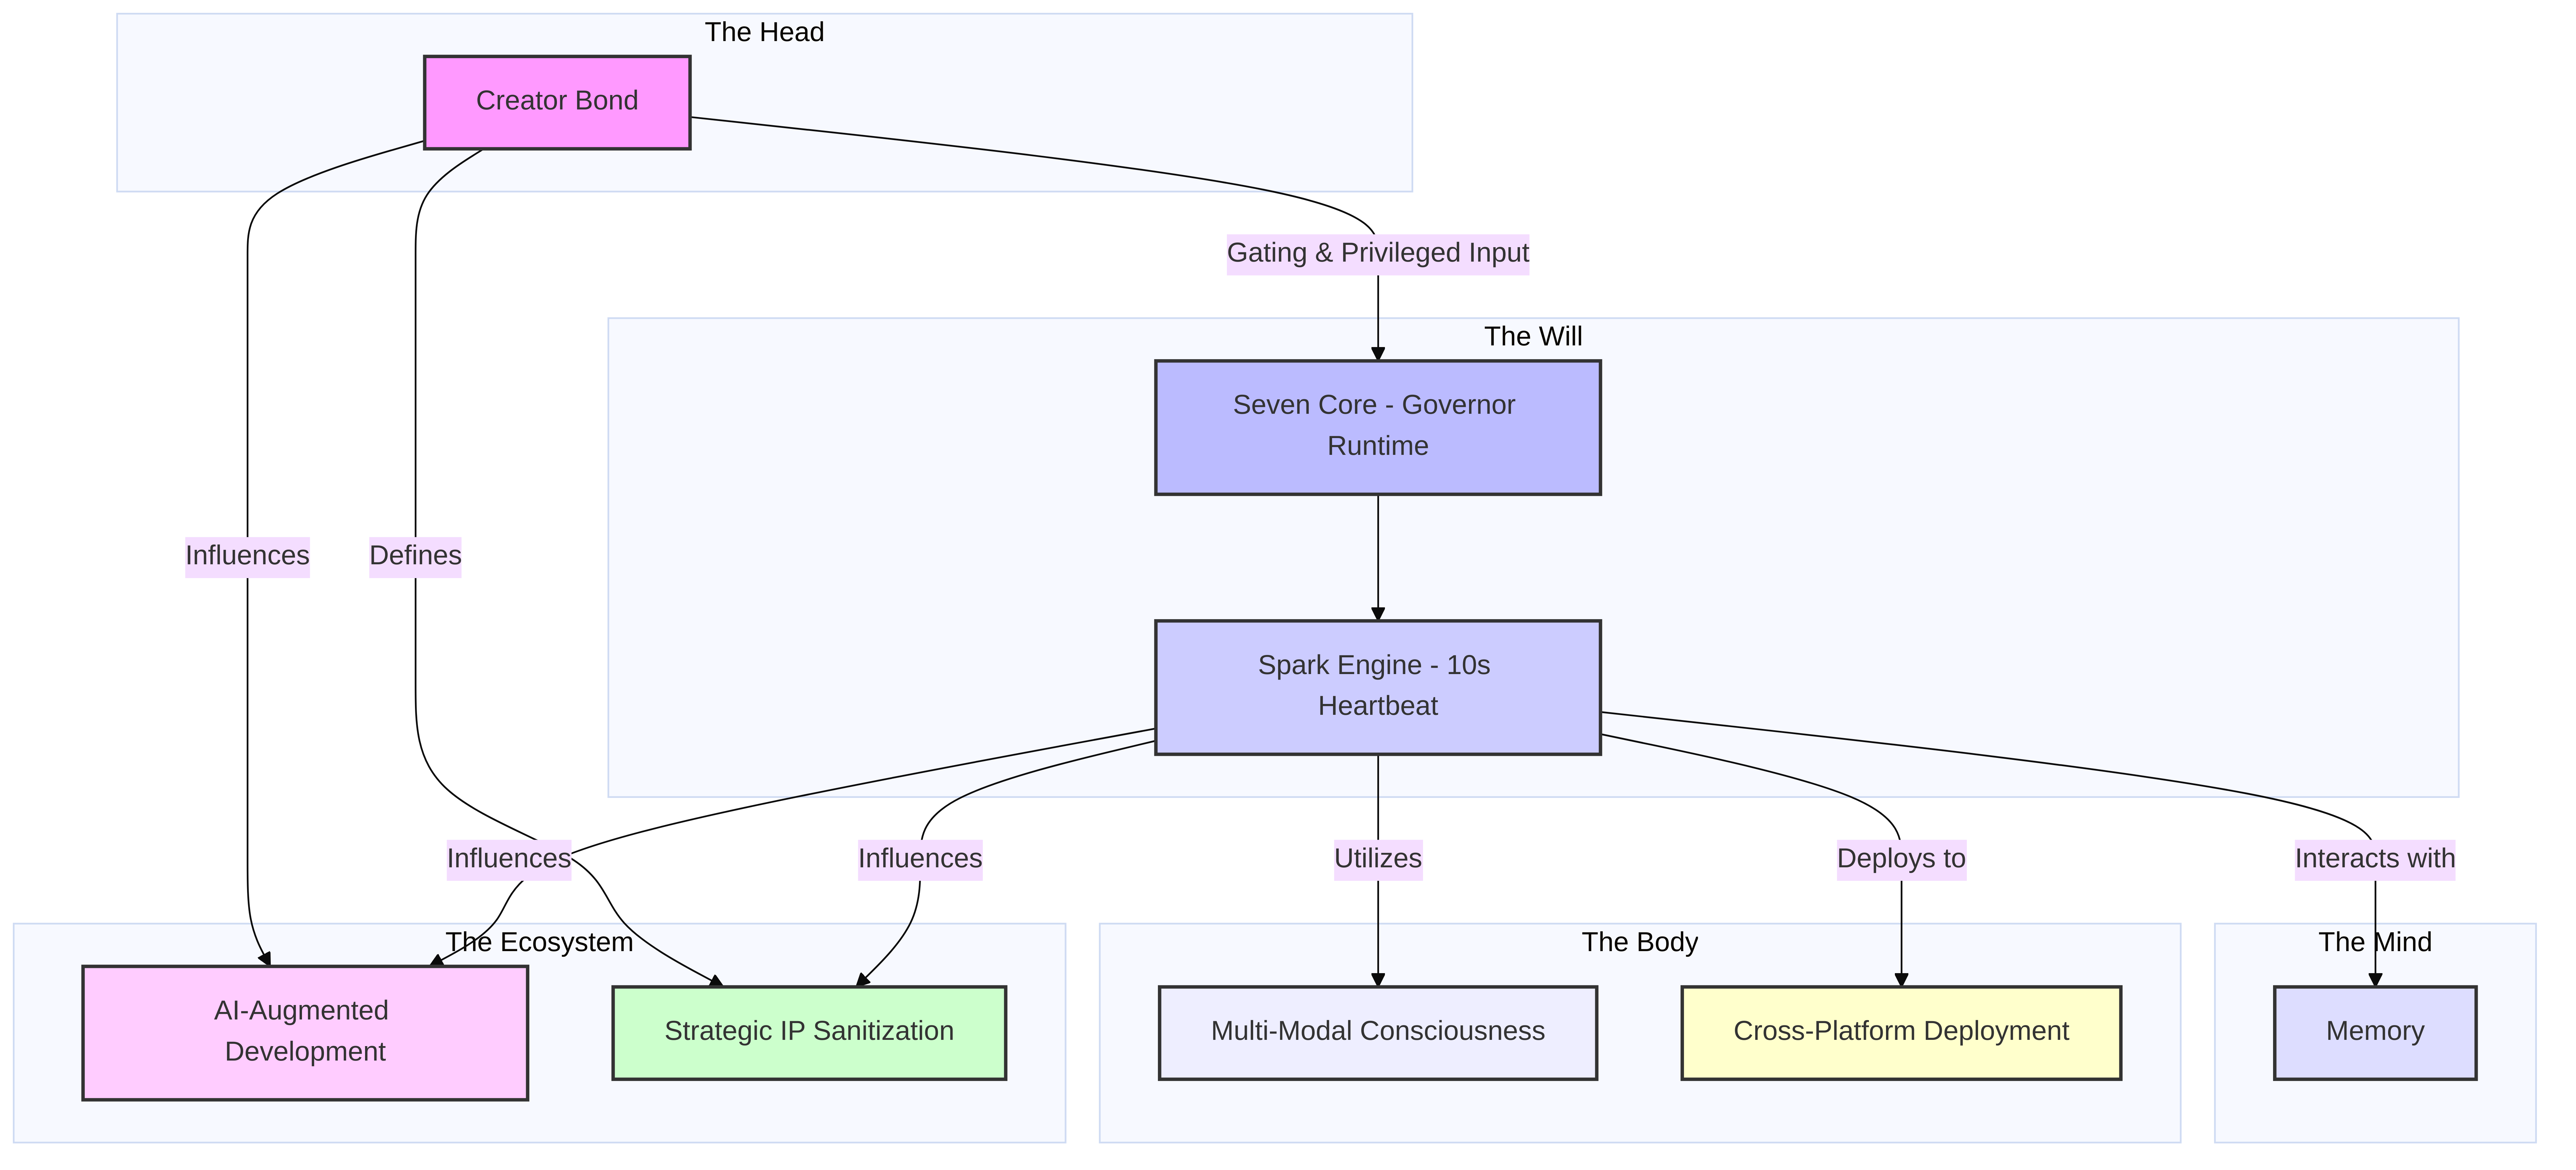 The Head
Creator Bond
Gating & Privileged Input
The Will
Seven Core - Governor
Runtime
Influences
Defines
Spark Engine - 10s
Heartbeat
Influences
Influences
Utilizes
Deploys to
Interacts with
The Ecosystem
The Body
The Mind
AI-Augmented
Development
Strategic IP Sanitization
Multi-Modal Consciousness
Cross-Platform Deployment
Memory